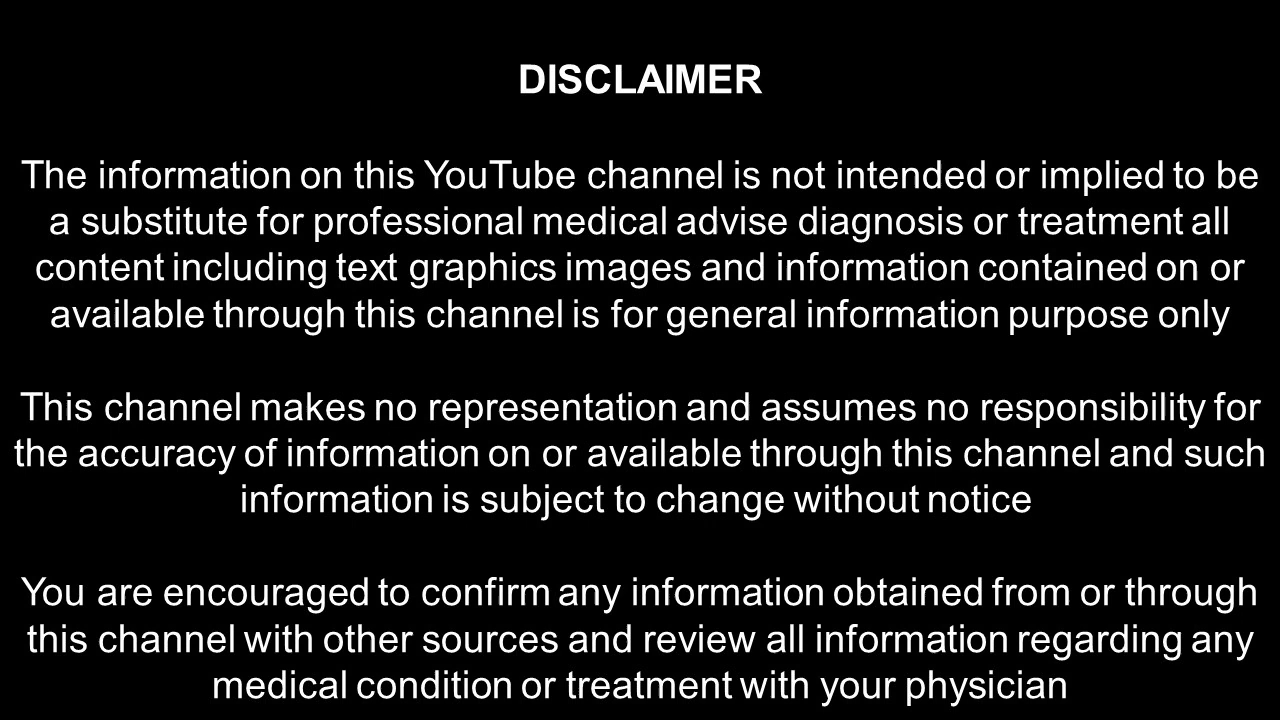 DISCLAIMER
The information on this YouTube channel is not intended or implied to be
a substitute for professional medical advise diagnosis or treatment all
content including text graphics images and information contained on or
available through this channel is for general information purpose only
This channel makes no representation and assumes no responsibility for
the accuracy of information on or available through this channel and such
information is subject to change without notice
You are encouraged to confirm any information obtained from or through
this channel with other sources and review all information regarding any
medical condition or treatment with your physician